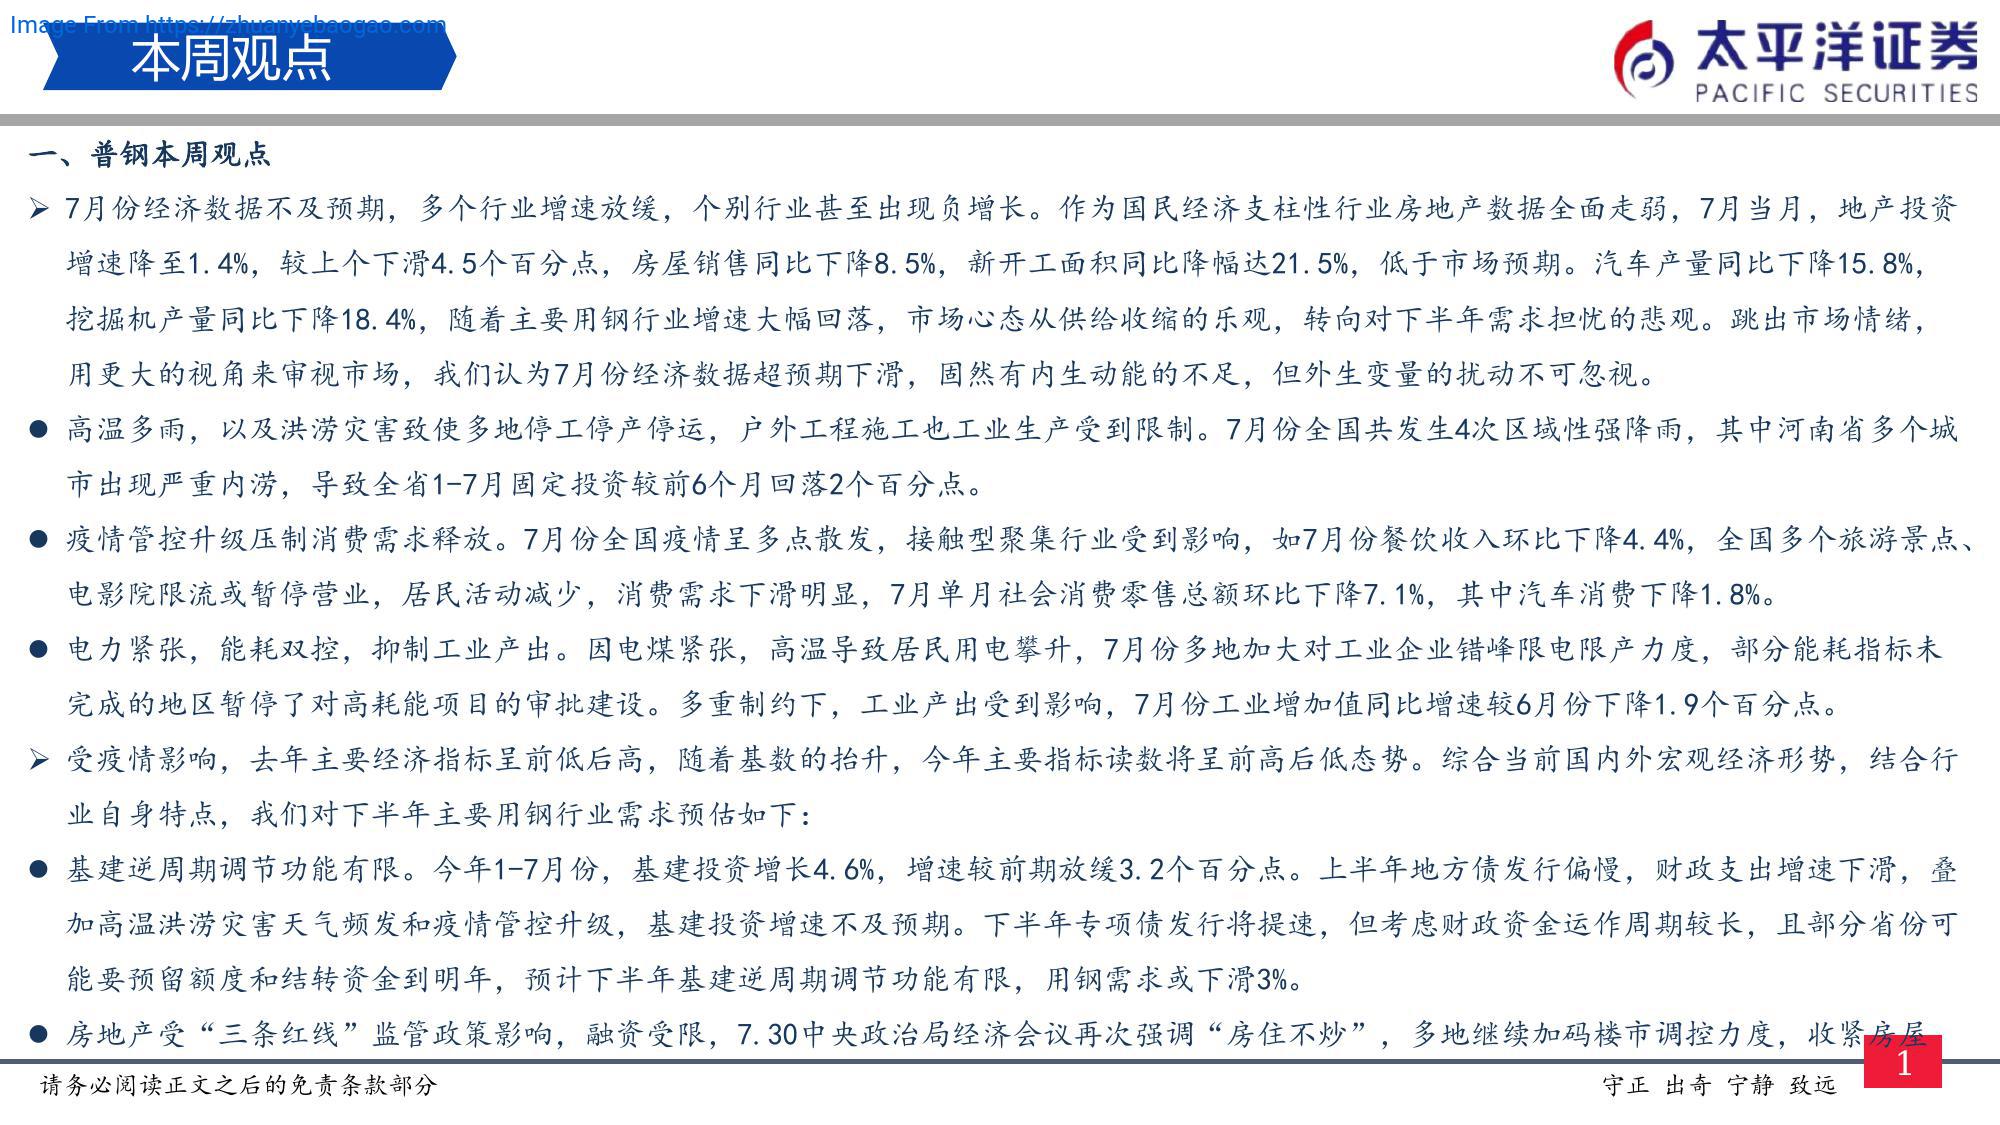 Image From https://zhuanyebaogao.com
本周观点
太平洋证券
PACIFIC SECURITIES
一、普钢本周观点
➢ 7月份经济数据不及预期，多个行业增速放缓，个别行业甚至出现负增长。作为国民经济支柱性行业房地产数据全面走弱，7月当月，地产投资
增速降至1.4%，较上个下滑4.5个百分点，房屋销售同比下降8.5%，新开工面积同比降幅达21.5%，低于市场预期。汽车产量同比下降15.8%，
挖掘机产量同比下降18.4%，随着主要用钢行业增速大幅回落，市场心态从供给收缩的乐观，转向对下半年需求担忧的悲观。跳出市场情绪，
用更大的视角来审视市场，我们认为7月份经济数据超预期下滑，固然有内生动能的不足，但外生变量的扰动不可忽视。
● 高温多雨，以及洪涝灾害致使多地停工停产停运，户外工程施工也工业生产受到限制。7月份全国共发生4次区域性强降雨，其中河南省多个城
市出现严重内涝，导致全省1-7月固定投资较前6个月回落2个百分点。
● 疫情管控升级压制消费需求释放。7月份全国疫情呈多点散发，接触型聚集行业受到影响，如7月份餐饮收入环比下降4.4%，全国多个旅游景点、
电影院限流或暂停营业，居民活动减少，消费需求下滑明显，7月单月社会消费零售总额环比下降7.1%，其中汽车消费下降1.8%。
● 电力紧张，能耗双控，抑制工业产出。因电煤紧张，高温导致居民用电攀升，7月份多地加大对工业企业错峰限电限产力度，部分能耗指标未
完成的地区暂停了对高耗能项目的审批建设。多重制约下，工业产出受到影响，7月份工业增加值同比增速较6月份下降1.9个百分点。
➢ 受疫情影响，去年主要经济指标呈前低后高，随着基数的抬升，今年主要指标读数将呈前高后低态势。综合当前国内外宏观经济形势，结合行
业自身特点，我们对下半年主要用钢行业需求预估如下：
● 基建逆周期调节功能有限。今年1-7月份，基建投资增长4.6%，增速较前期放缓3.2个百分点。上半年地方债发行偏慢，财政支出增速下滑，叠
加高温洪涝灾害天气频发和疫情管控升级，基建投资增速不及预期。下半年专项债发行将提速，但考虑财政资金运作周期较长，且部分省份可
能要预留额度和结转资金到明年，预计下半年基建逆周期调节功能有限，用钢需求或下滑3%。
● 房地产受“三条红线”监管政策影响，融资受限，7.30中央政治局经济会议再次强调“房住不炒”，多地继续加码楼市调控力度，收紧房屋
请务必阅读正文之后的免责条款部分
守正 出奇 宁静 致远
1